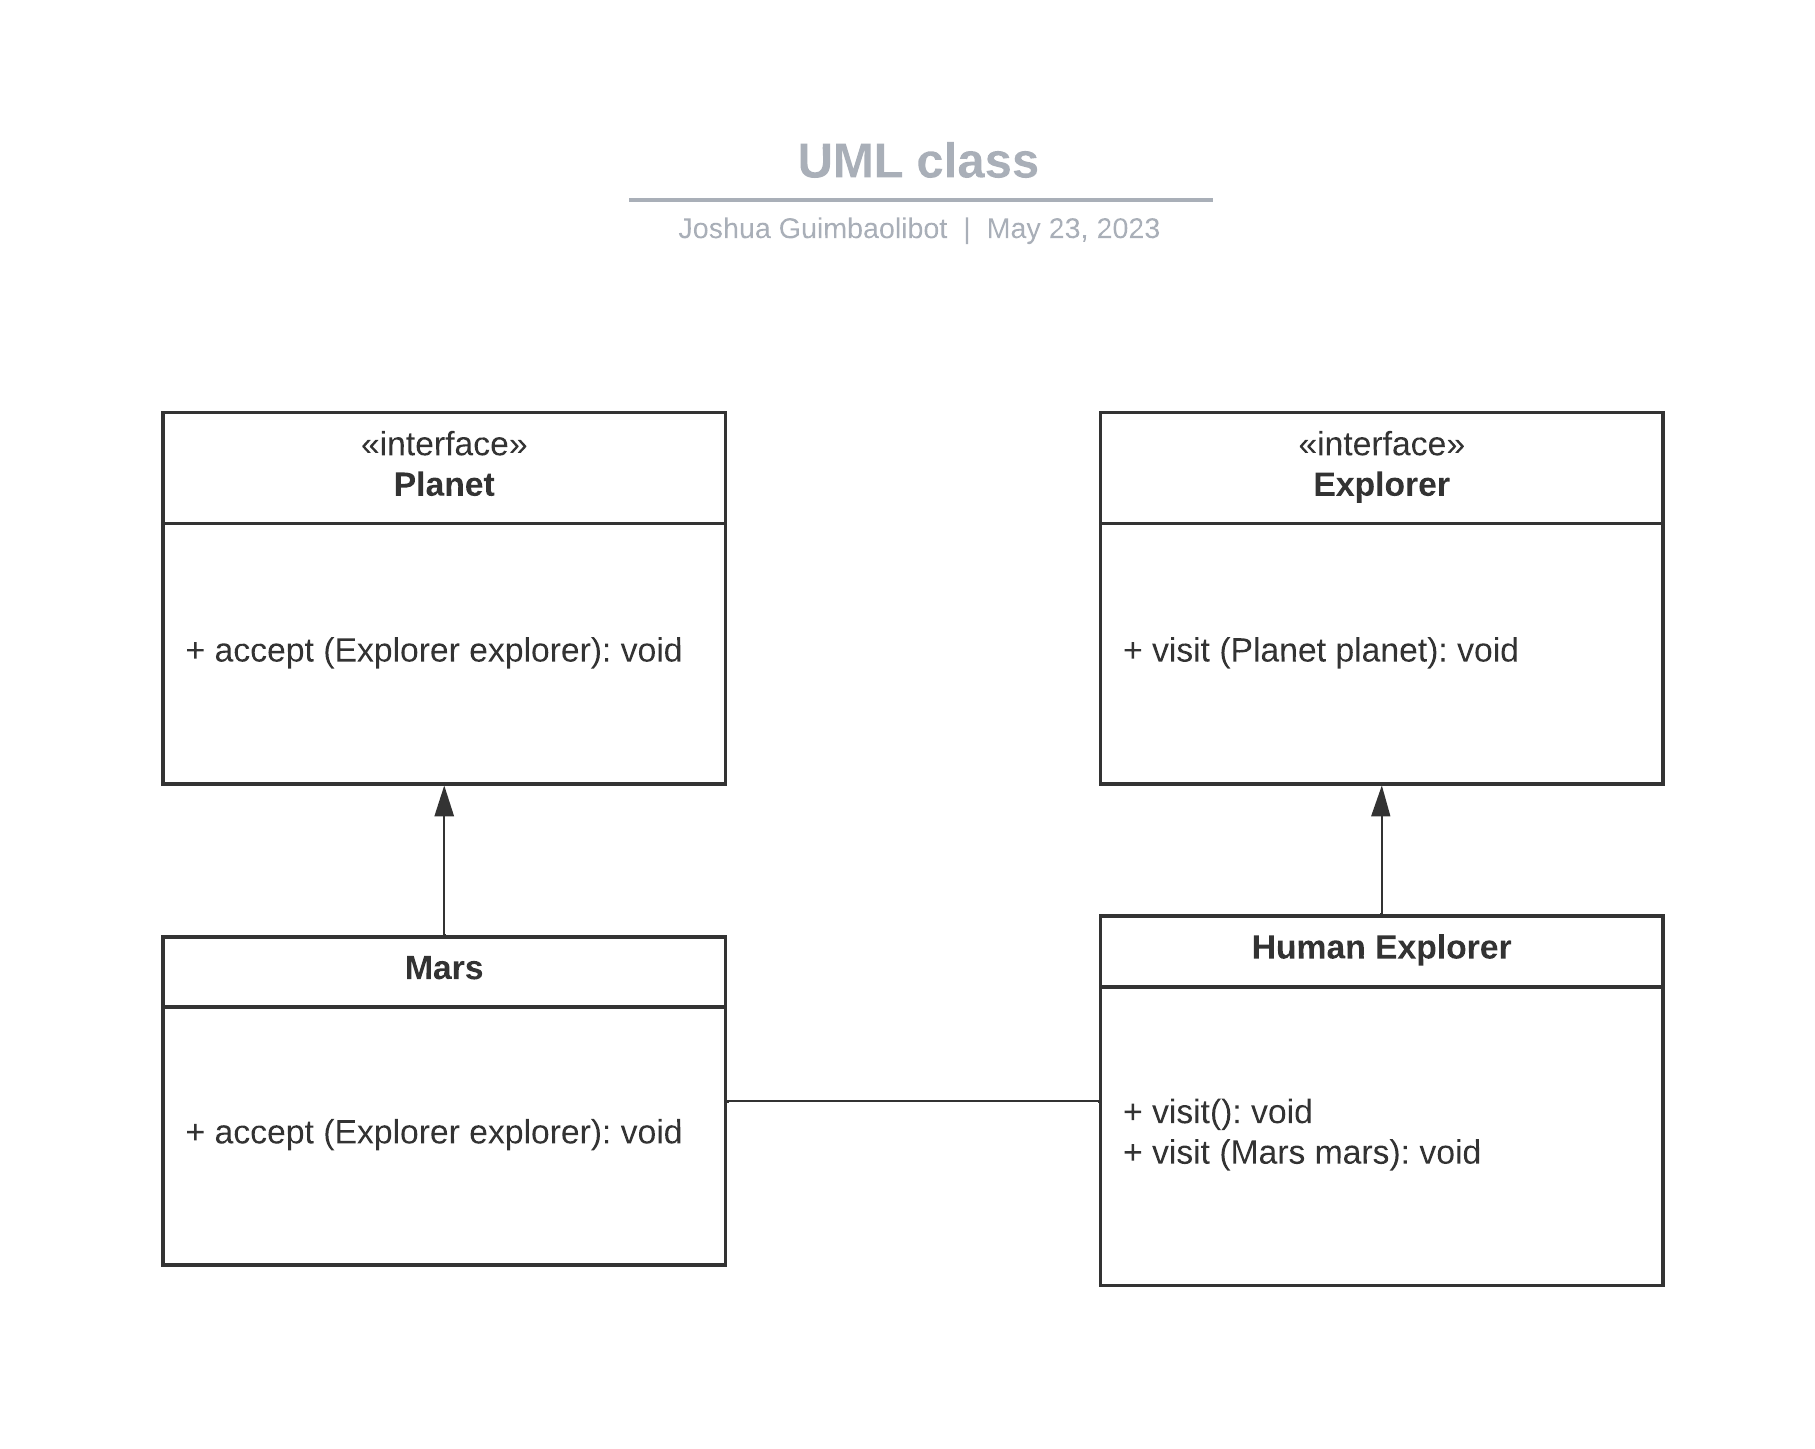 UML class
Joshua Guimbaolibot | May 23, 2023
«interface»
Planet
+ accept (Explorer explorer): void
«interface»
Explorer
+ visit (Planet planet): void
Mars
+ accept (Explorer explorer): void
Human Explorer
+ visit(): void
+ visit (Mars mars): void